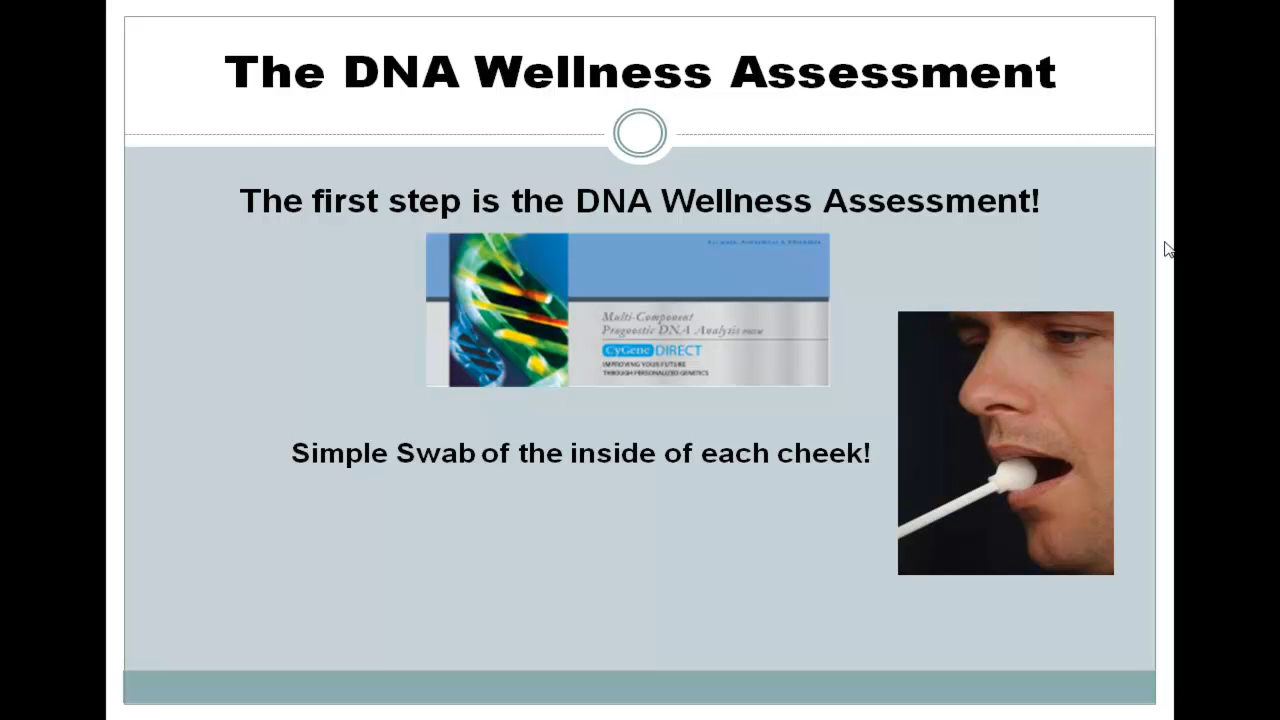 The DNA Wellness Assessment
The first step is the DNA Wellness Assessment!
Multi-Component
Prognostic DNA Analysis
CyGene DIRECT
IMPROVING YOUR FUTURE
THROUGH PERSONALIZED GENETICS
Simple Swab of the inside of each cheek!